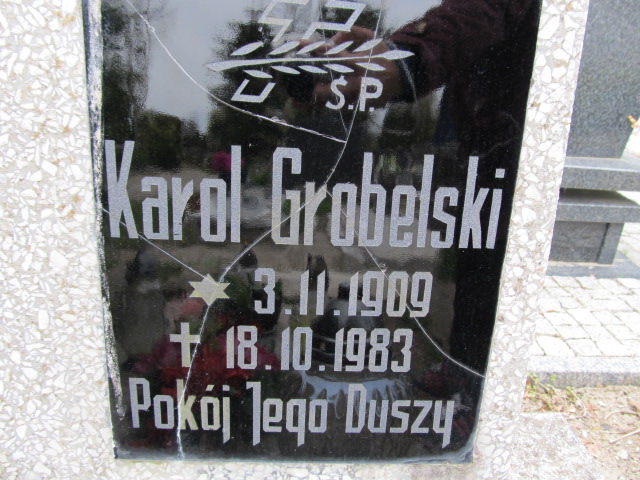 Ś.P.
Karol Grobelski
3.11.1909
18.10.1983
Pokój Jego Duszy